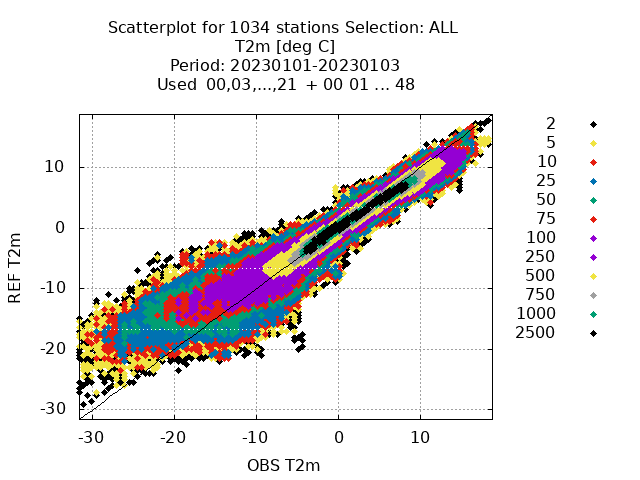 Scatterplot for 1034 stations Selection: ALL
T2m [deg C]
Period: 20230101-20230103
Used 00,03,...,21 + 00 01 ... 48
2
5
10
25
50
75
100
250
500
750
1000
2500
10
0
-10
-20
-30
REF T2m
-30 -20 -10 0 10
OBS T2m